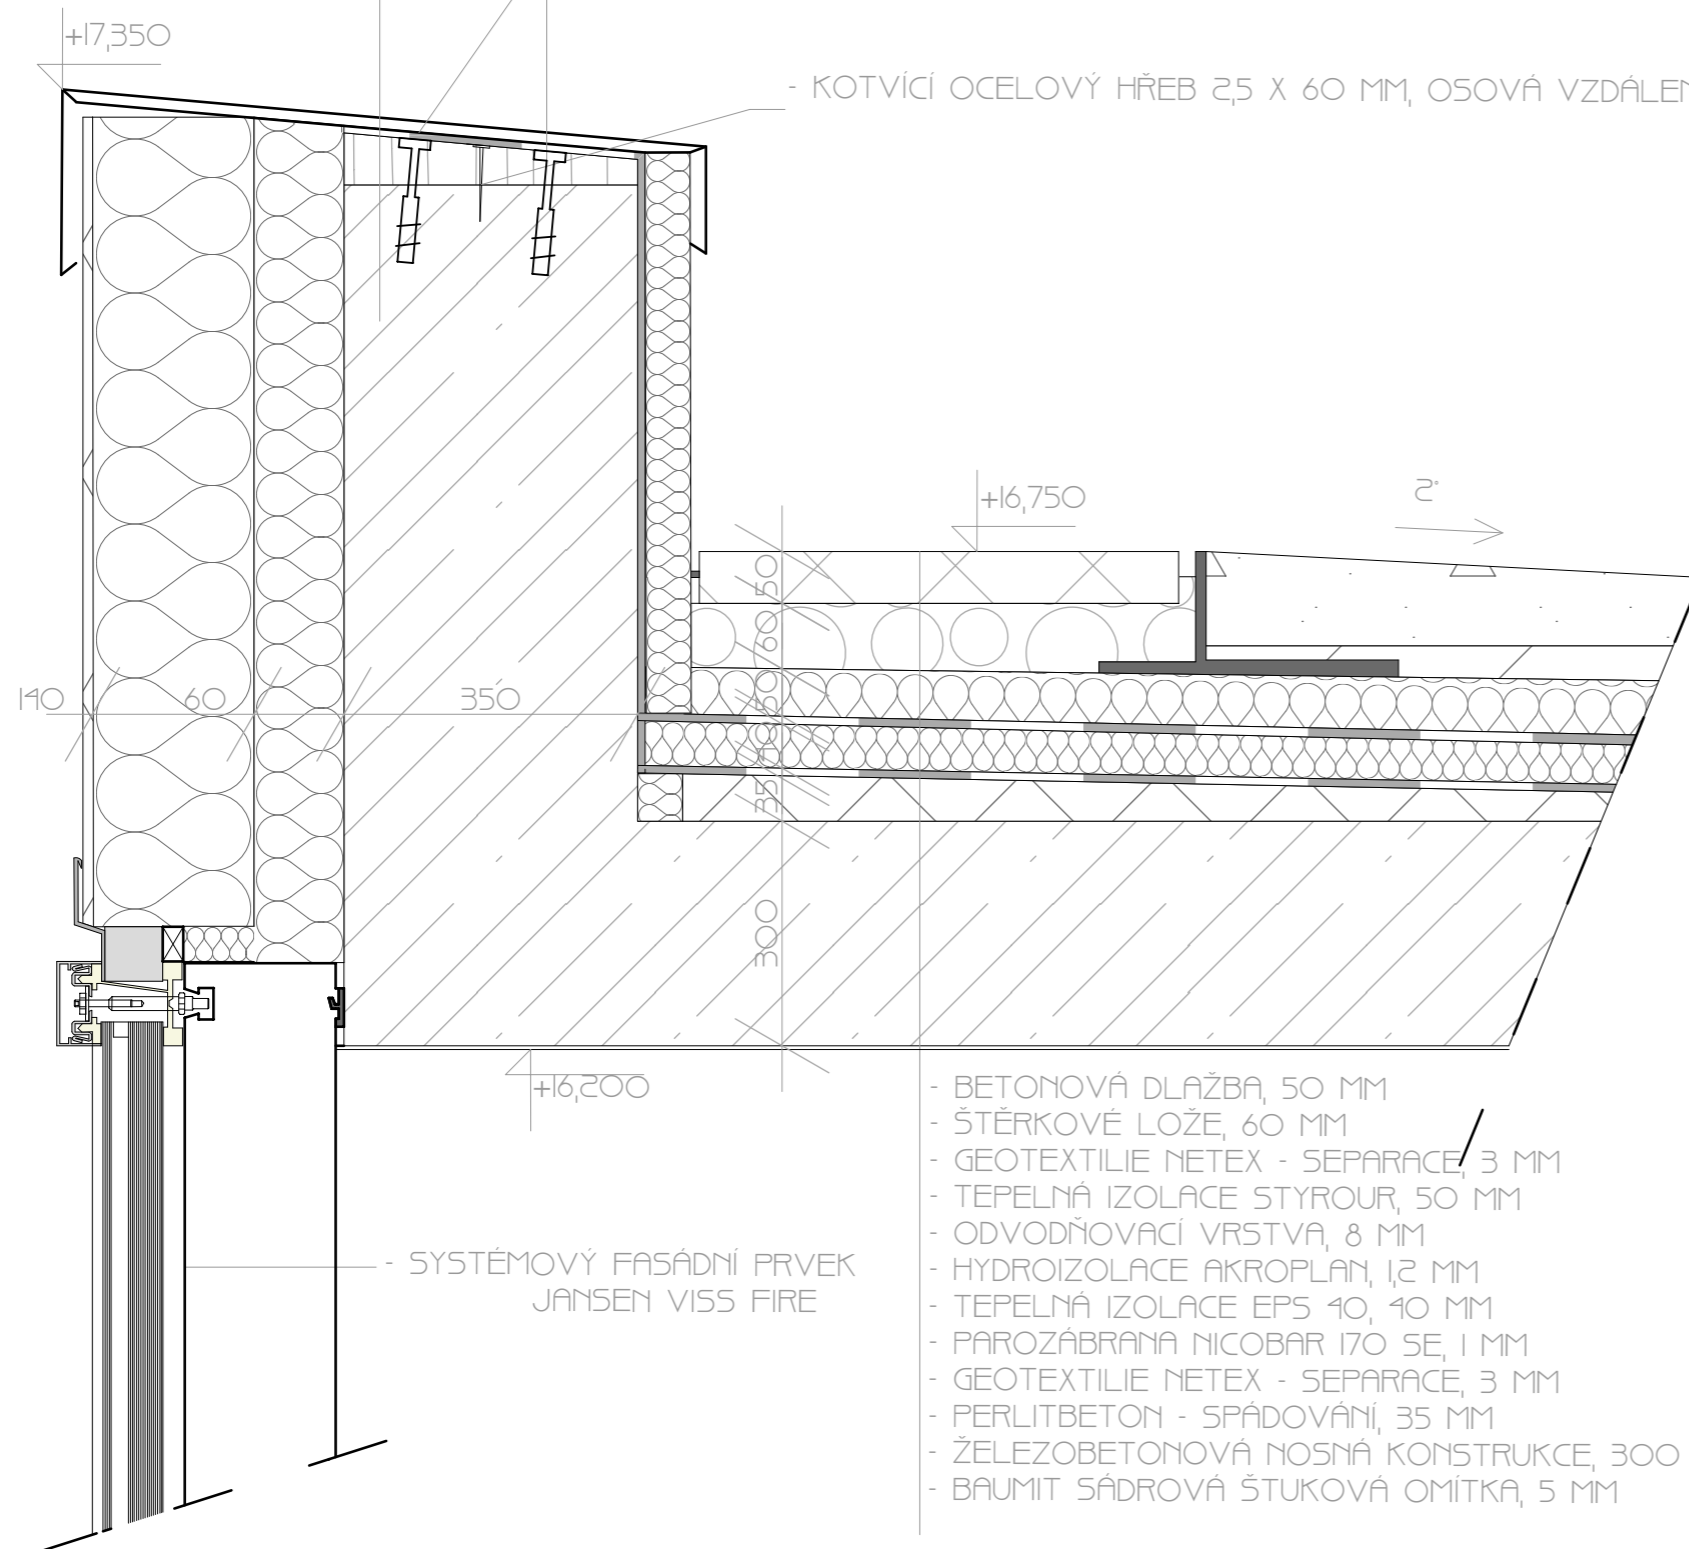 +17,350
- KOTVÍCÍ OCELOVÝ HŘEB 2,5 X 60 MM, OSOVÁ
+16,750
2°
50
60
50
40
35
140
60
350
300
+16,200
- BETONOVÁ DLAŽBA, 50 MM
- ŠTĚRKOVÉ LOŽE, 60 MM
- GEOTEXTILIE NETEX - SEPARACE, 3 MM
- TEPELNÁ IZOLACE STYROUR, 50 MM
- ODVODŇOVACÍ VRSTVA, 8 MM
- HYDROIZOLACE AKROPLAN, 1,2 MM
- TEPELNÁ IZOLACE EPS 40, 40 MM
- PAROZÁBRANA NICOBAR 170 SE, 1 MM
- GEOTEXTILIE NETEX - SEPARACE, 3 MM
- PERLITBETON - SPÁDOVÁNÍ, 35 MM
- ŽELEZOBETONOVÁ NOSNÁ KONSTRUKCE, 300
- BAUMIT SÁDROVÁ ŠTUKOVÁ OMÍTKA, 5 MM
- SYSTÉMOVÝ FASÁDNÍ PRVEK
JANSEN VISS FIRE